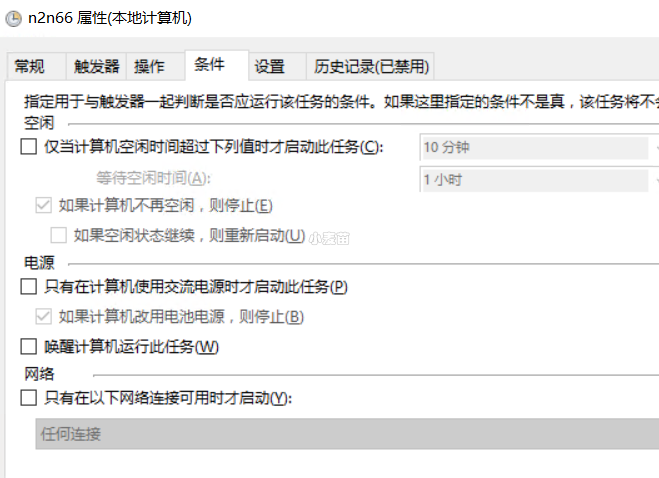 n2n66 属性(本地计算机)
常规 触发器 操作 条件 设置 历史记录(已禁用)
指定用于与触发器一起判断是否应运行该任务的条件。如果这里指定的条件不是真，该任务将不
空闲
仅当计算机空闲时间超过下列值时才启动此任务(C): 10 分钟
等待空闲时间(A): 1 小时
如果计算机不再空闲，则停止(E)
如果空闲状态继续，则重新启动(U) 小麦苗
电源
只有在计算机使用交流电源时才启动此任务(P)
如果计算机改用电池电源，则停止(B)
唤醒计算机运行此任务(W)
网络
只有在以下网络连接可用时才启动(Y):
任何连接